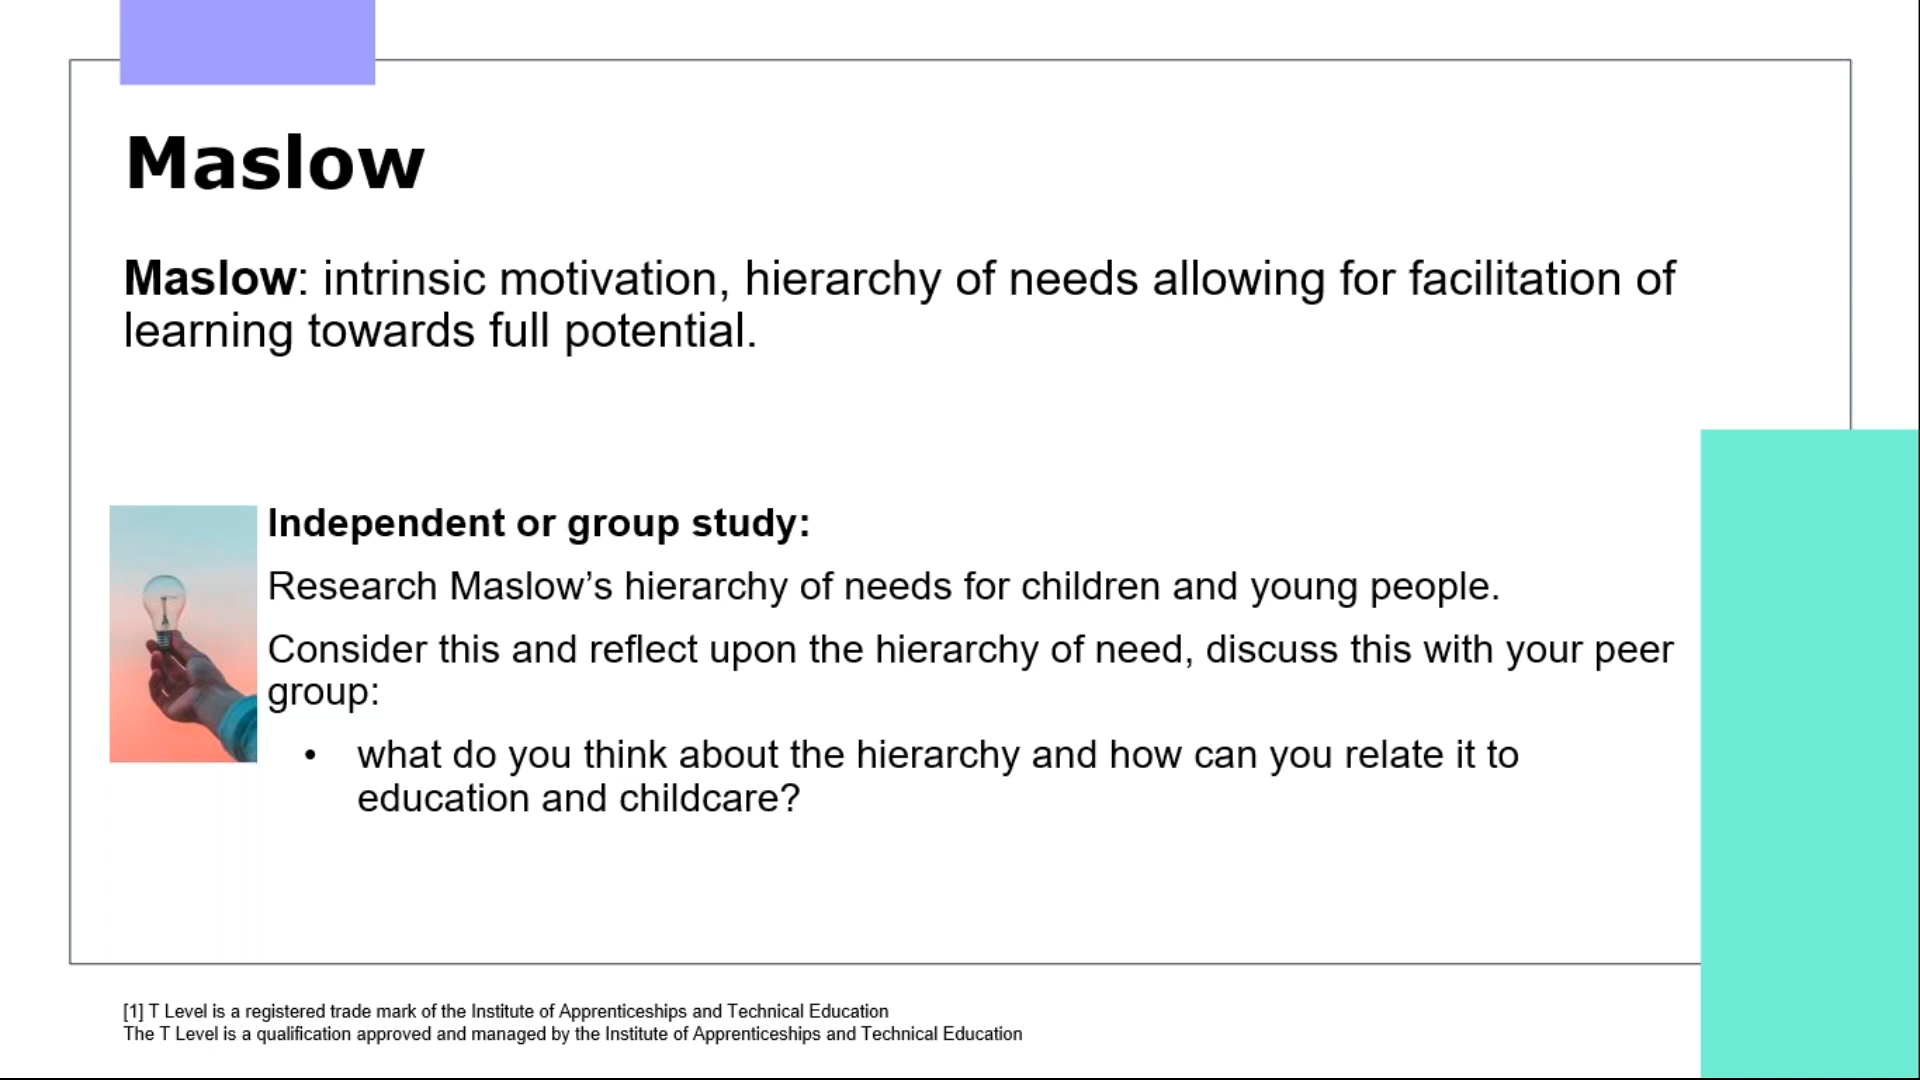 Maslow
Maslow: intrinsic motivation, hierarchy of needs allowing for facilitation of
learning towards full potential.
Independent or group study:
Research Maslow’s hierarchy of needs for children and young people.
Consider this and reflect upon the hierarchy of need, discuss this with your peer
group:
• what do you think about the hierarchy and how can you relate it to
education and childcare?
[1] T Level is a registered trade mark of the Institute of Apprenticeships and Technical Education
The T Level is a qualification approved and managed by the Institute of Apprenticeships and Technical Education